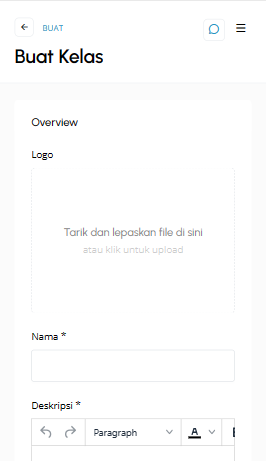 BUAT
Buat Kelas
Overview
Logo
Tarik dan lepaskan file di sini
atau klik untuk upload
Nama *
Deskripsi *
Paragraph
A